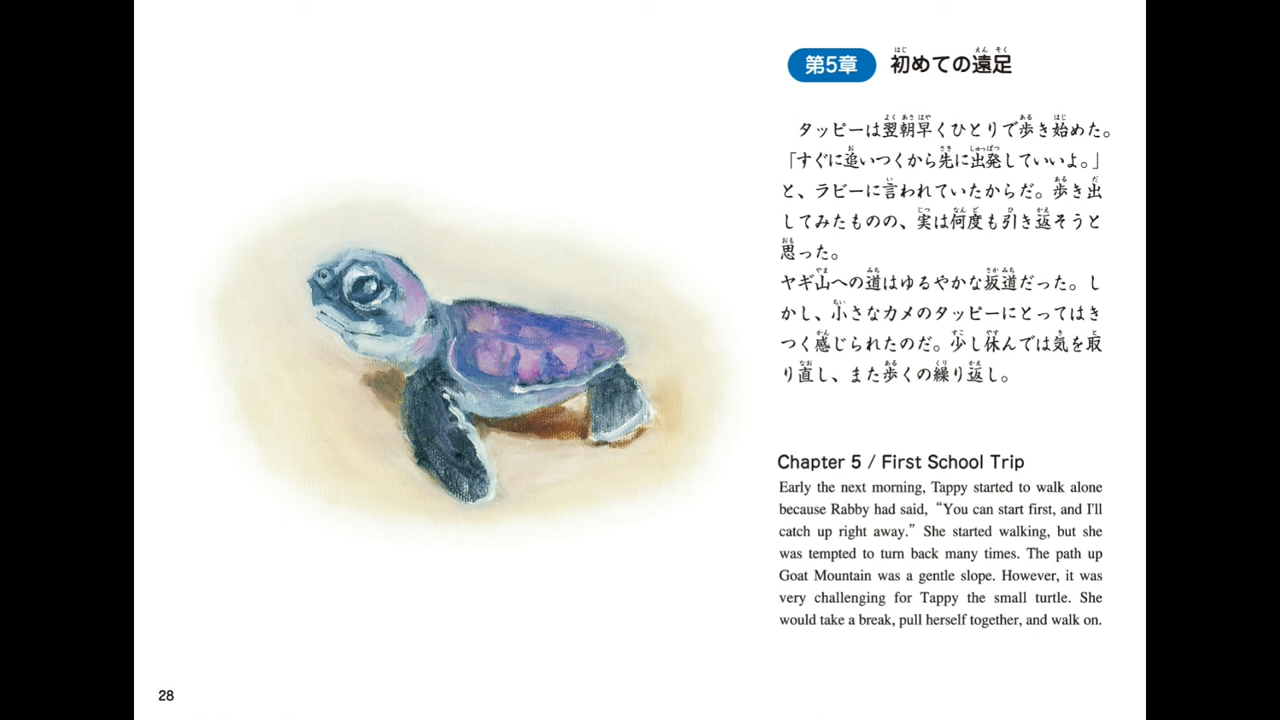 第5章 初めての遠足
タッピーは翌朝早くひとりで歩き始めた。
「すぐに追いつくから先に出発していいよ。」
と、ラビーに言われていたからだ。歩き出
してみたものの、実は何度も引き返そうと
思った。
ヤギ山への道はゆるやかな坂道だった。し
かし、小さなカメのタッピーにとってはき
つく感じられたのだ。少し休んでは気を取
り直し、また歩くの繰り返し。
Chapter 5 / First School Trip
Early the next morning, Tappy started to walk alone
because Rabby had said, “You can start first, and I'll
catch up right away.” She started walking, but she
was tempted to turn back many times. The path up
Goat Mountain was a gentle slope. However, it was
very challenging for Tappy the small turtle. She
would take a break, pull herself together, and walk on.
28